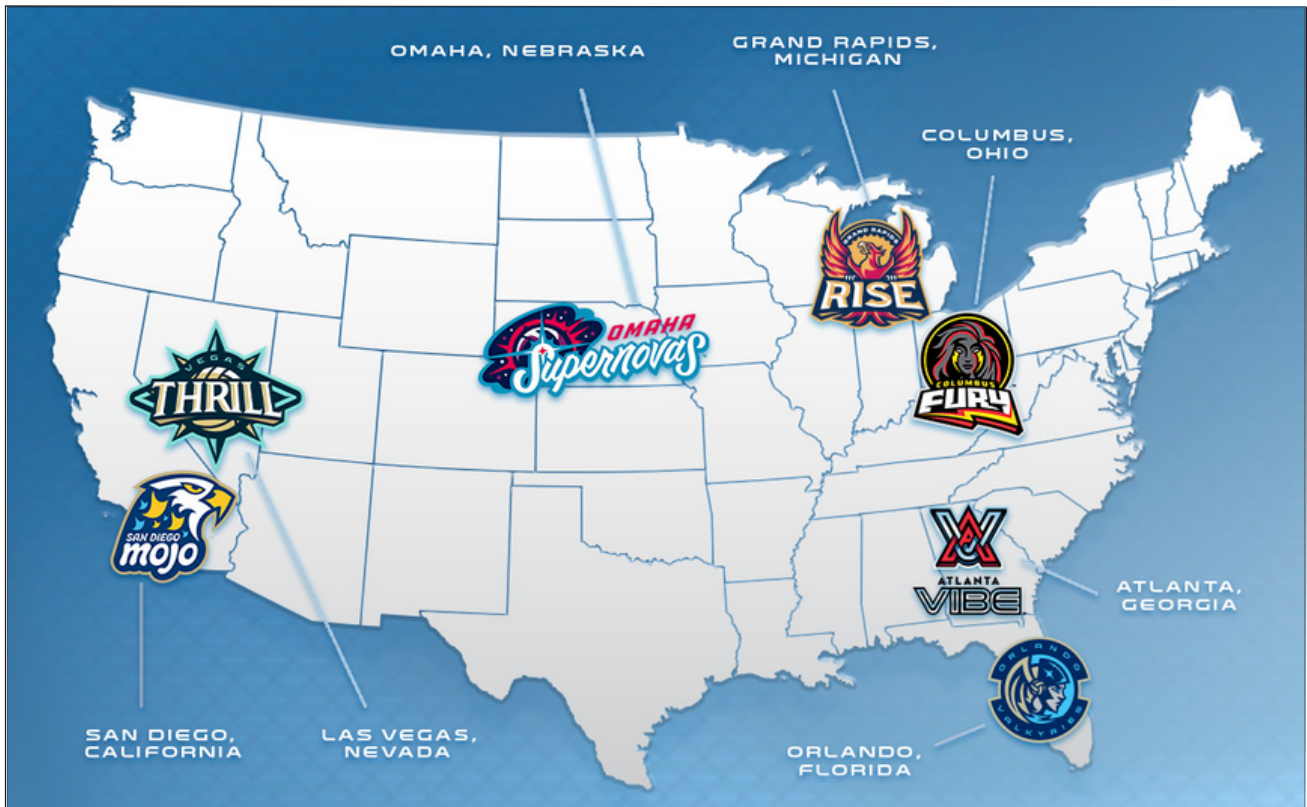 OMAHA, NEBRASKA
GRAND RAPIDS,
MICHIGAN
COLUMBUS,
OHIO
GRAND RAPIDS
RISE
OMAHA
Supernovas
VEGAS
THRILL
COLUMBUS
FURY
SAN DIEGO
mojo
ATLANTA
VIBE
ATLANTA,
GEORGIA
ORLANDO
VALKYRIES
SAN DIEGO,
CALIFORNIA
LAS VEGAS,
NEVADA
ORLANDO,
FLORIDA